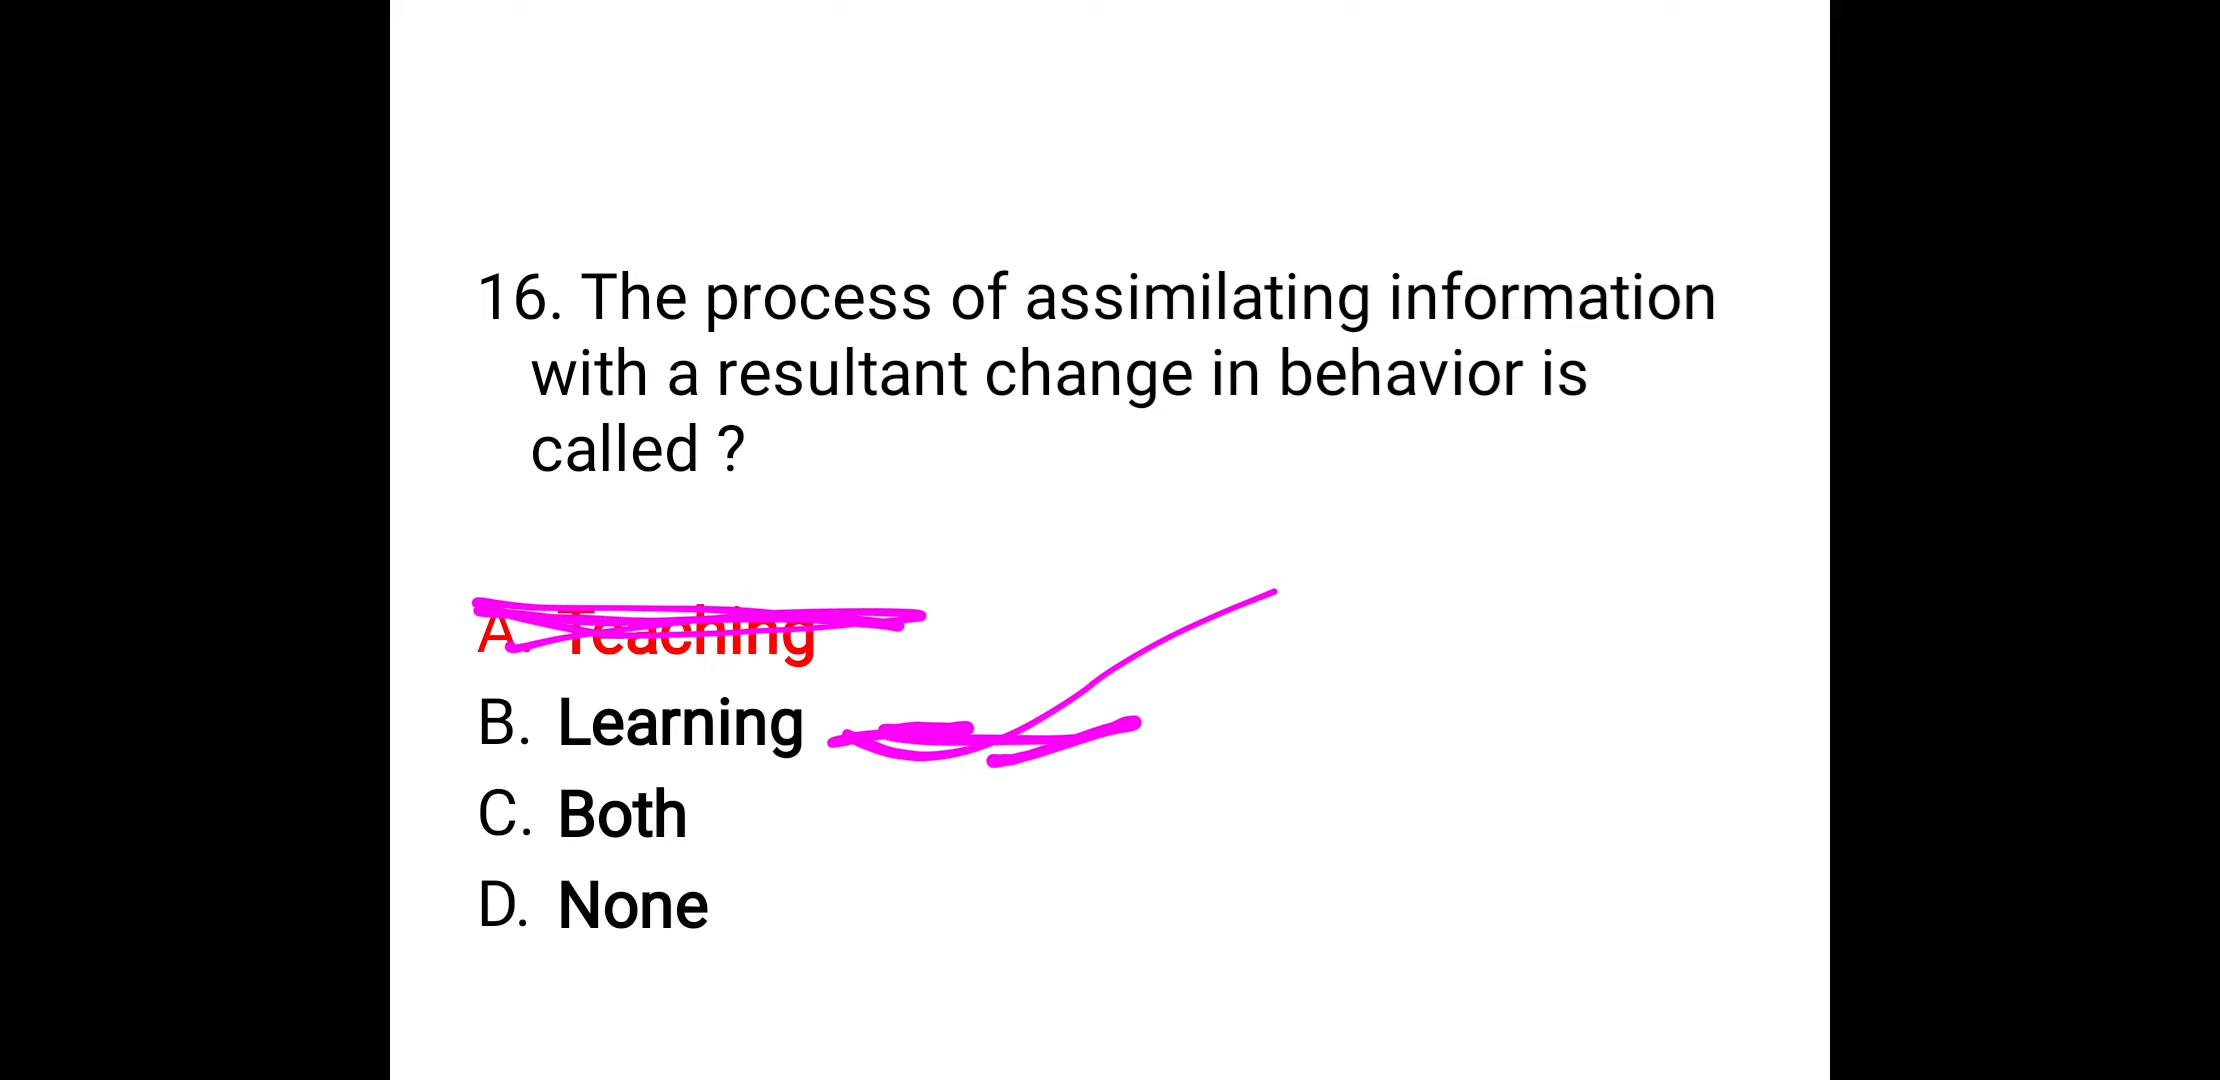 16. The process of assimilating information
with a resultant change in behavior is
called ?
A. Teaching
B. Learning
C. Both
D. None